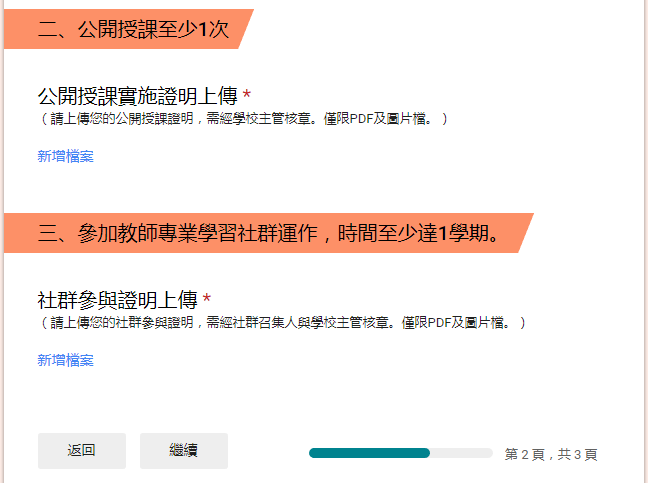 二、公開授課至少1次
公開授課實施證明上傳 *
（請上傳您的公開授課證明，需經學校主管核章。僅限PDF及圖片檔。）
新增檔案
三、參加教師專業學習社群運作，時間至少達1學期。
社群參與證明上傳 *
（請上傳您的社群參與證明，需經社群召集人與學校主管核章。僅限PDF及圖片檔。）
新增檔案
返回 繼續 第 2 頁，共 3 頁